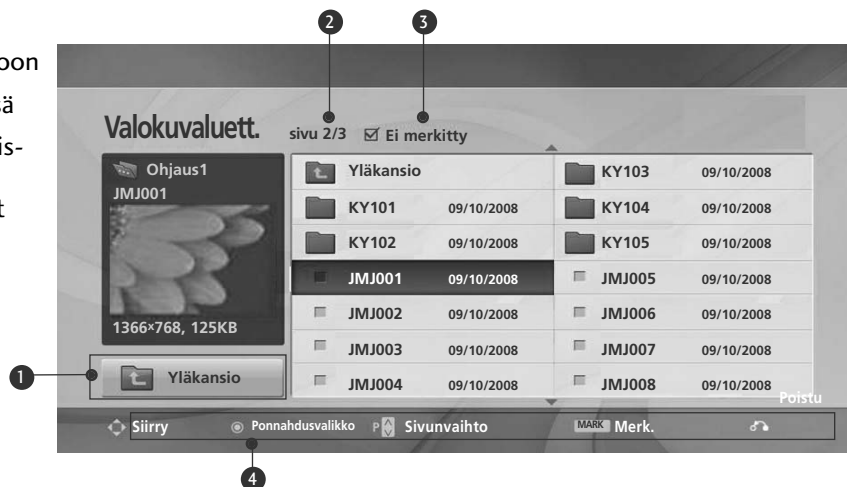 2 3
oon
sä
is-
t
Valokuvaluett. sivu 2/3 Ei merkitty
Ohjaus1
JMJ001
1366×768, 125KB
Yläkansio
Yläkansio KY103 09/10/2008
KY101 09/10/2008 KY104 09/10/2008
KY102 09/10/2008 KY105 09/10/2008
JMJ001 09/10/2008 JMJ005 09/10/2008
JMJ002 09/10/2008 JMJ006 09/10/2008
JMJ003 09/10/2008 JMJ007 09/10/2008
JMJ004 09/10/2008 JMJ008 09/10/2008
1
Poistu
Siirry Ponnahdusvalikko P Sivunvaihto MARK Merk.
4